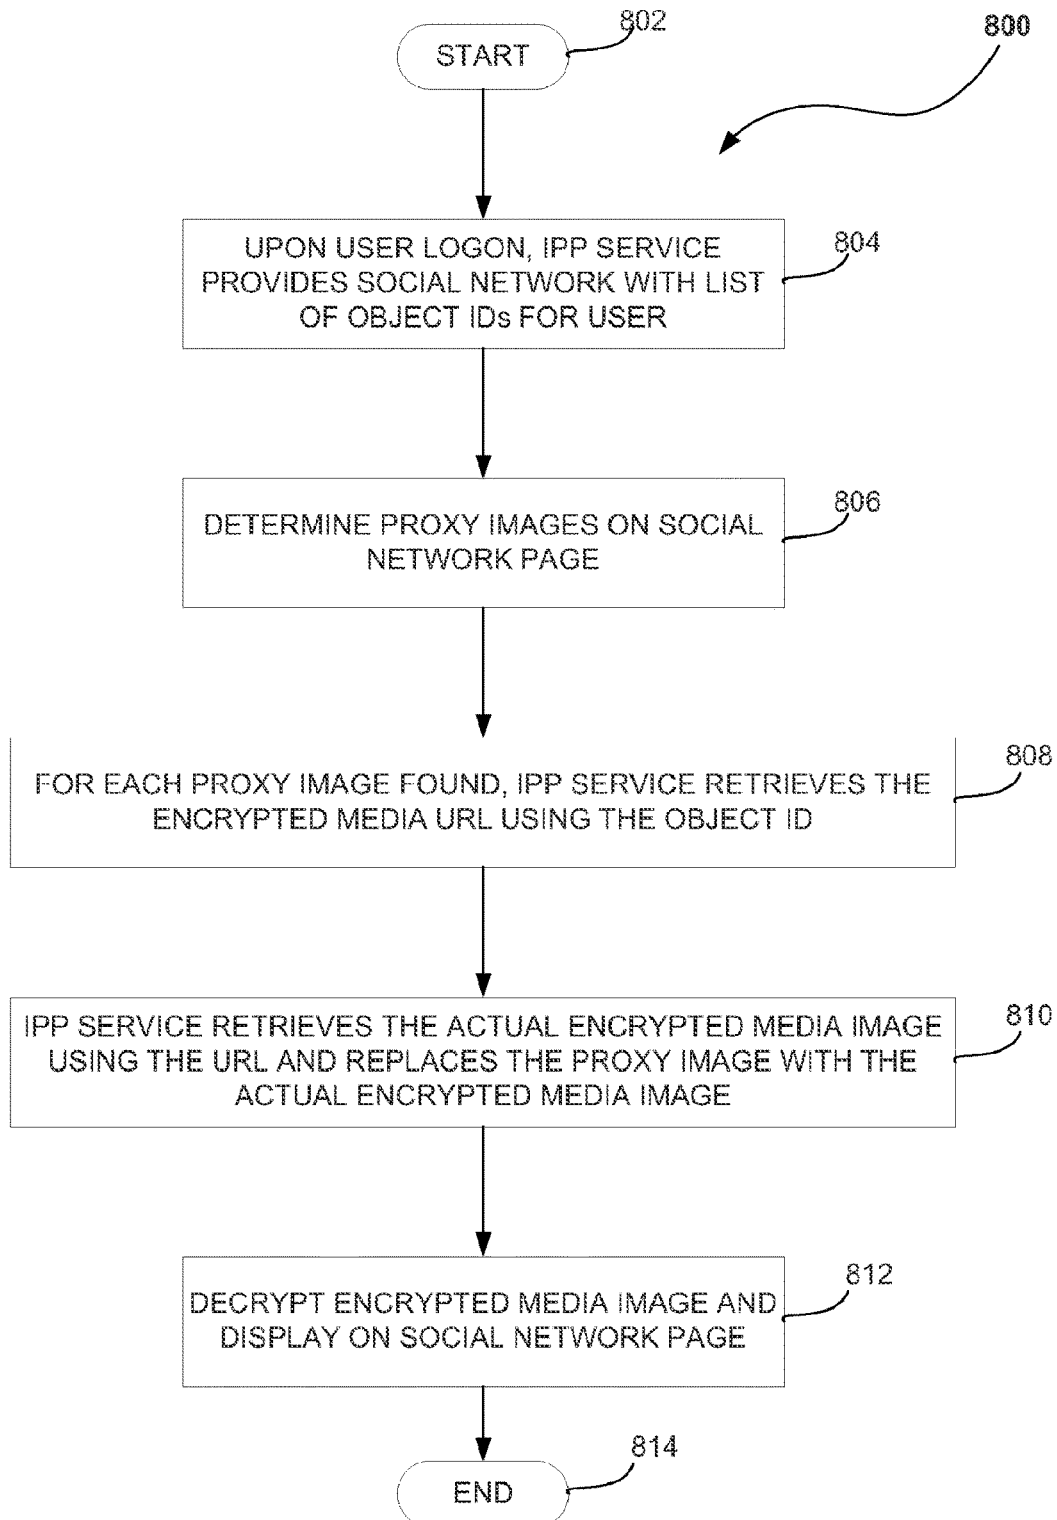 802
800
START
UPON USER LOGON, IPP SERVICE
PROVIDES SOCIAL NETWORK WITH LIST
OF OBJECT IDs FOR USER
804
DETERMINE PROXY IMAGES ON SOCIAL
NETWORK PAGE
806
FOR EACH PROXY IMAGE FOUND, IPP SERVICE RETRIEVES THE
ENCRYPTED MEDIA URL USING THE OBJECT ID
808
IPP SERVICE RETRIEVES THE ACTUAL ENCRYPTED MEDIA IMAGE
USING THE URL AND REPLACES THE PROXY IMAGE WITH THE
ACTUAL ENCRYPTED MEDIA IMAGE
810
DECRYPT ENCRYPTED MEDIA IMAGE AND
DISPLAY ON SOCIAL NETWORK PAGE
812
END
814